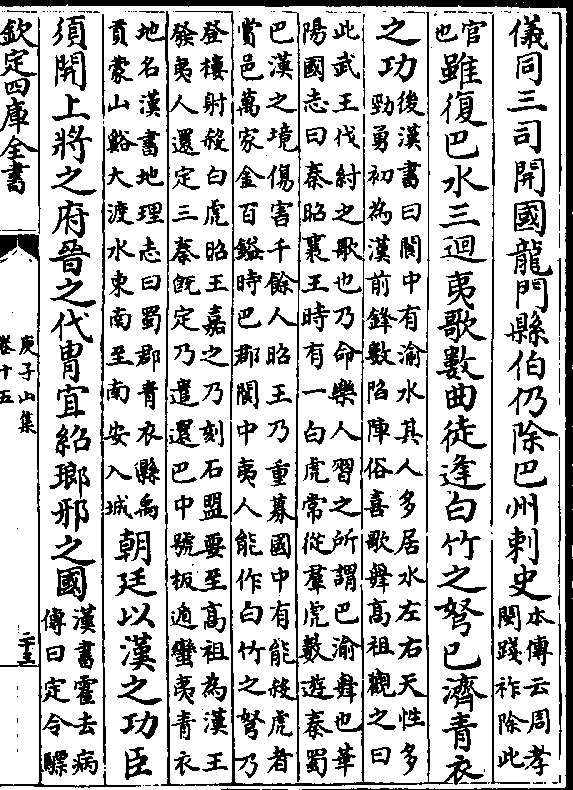 儀同三司開國龍門縣伯仍除巴州刺史
本傳云周孝
閔踐祚除此
官
也
雖復巴水三迴夷歌數曲徒逢白竹之弩已濟青衣
之功
後漢書曰閬中有渝水其人多居水左右天性多
勁勇初為漢前鋒數陷陣俗喜歌舞高祖觀之曰
此武王伐紂之歌也乃命樂人習之所謂巴渝舞也華
陽國志曰秦昭襄王時有一白虎常從羣虎數遊秦蜀
巴漢之境傷害千餘人昭王乃重募國中有能殺虎者
賞邑萬家金百鎰時巴郡閬中夷人能作白竹之弩乃
登樓射殺白虎昭王嘉之乃刻石盟要至高祖為漢王
發夷人還定三秦既定乃遣還巴中號板蠻夷青衣
地名漢書地理志曰蜀郡青衣縣禹
貢蒙山谿大渡水東南至南安入城
朝廷以漢之功臣
須開上將之府晉之代胄宜紹瑯邪之國
漢書霍去病
傳曰定令驃
欽定四庫全書
庚子山集
卷十五